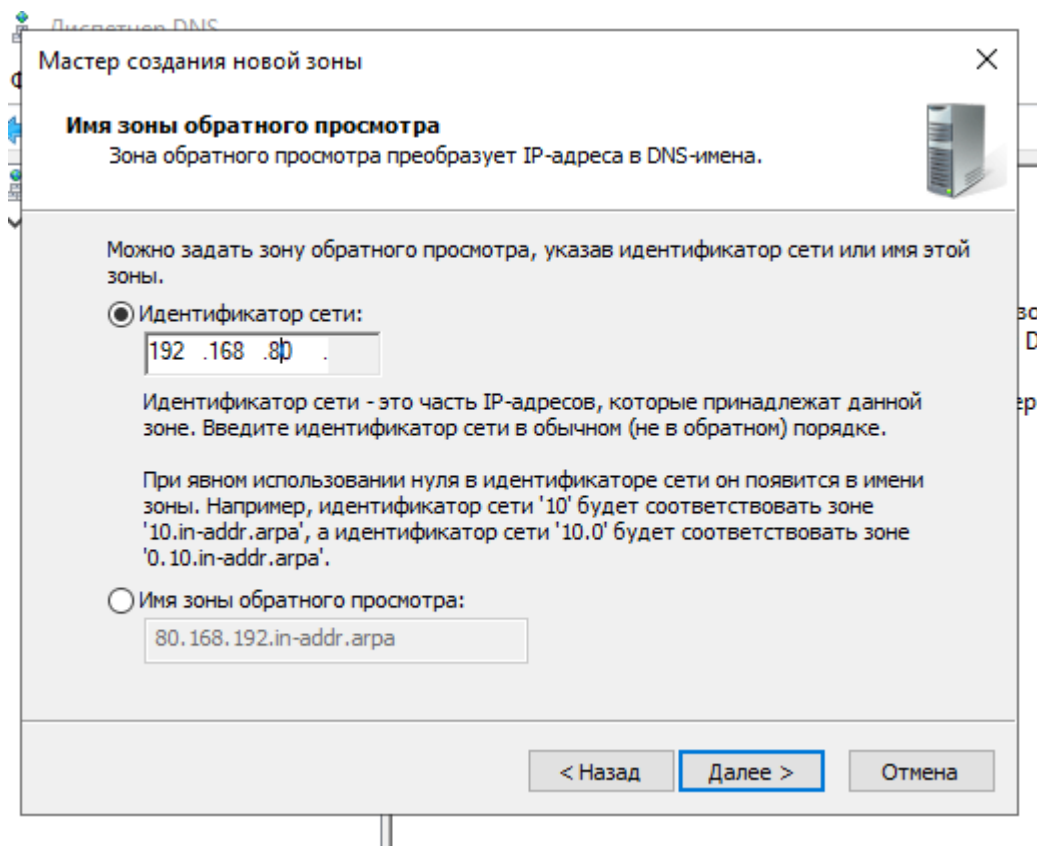 Диспетчер DNS
Мастер создания новой зоны
Имя зоны обратного просмотра
Зона обратного просмотра преобразует IP-адреса в DNS-имена.
Можно задать зону обратного просмотра, указав идентификатор сети или имя этой
зоны.
Идентификатор сети:
192 .168 .80 .
Идентификатор сети - это часть IP-адресов, которые принадлежат данной
зоне. Введите идентификатор сети в обычном (не в обратном) порядке.
При явном использовании нуля в идентификаторе сети он появится в имени
зоны. Например, идентификатор сети '10' будет соответствовать зоне
'10.in-addr.arpa', а идентификатор сети '10.0' будет соответствовать зоне
'0.10.in-addr.arpa'.
Имя зоны обратного просмотра:
80.168.192.in-addr.arpa
< Назад
Далее >
Отмена